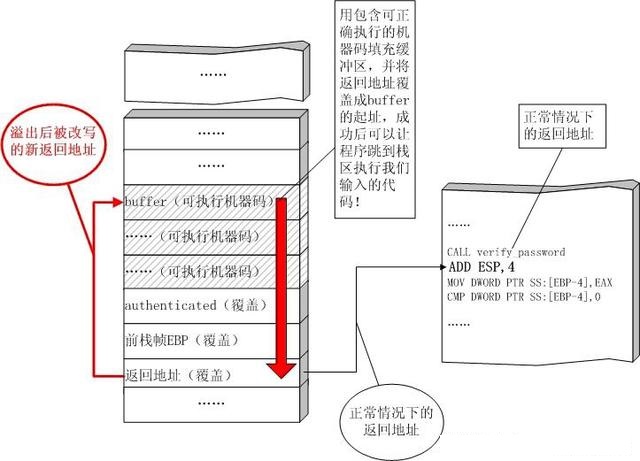 用包含可正确执行的机
器码填充缓
冲区，并将
返回地址覆
盖成buffer
的起址，成
功后可以让
程序跳到栈
区执行我们
输入的代
码！
……
溢出后被改写
的新返回地址
……
……
buffer（可执行机器码）
……（可执行机器码）
……（可执行机器码）
authenticated（覆盖）
前栈帧EBP（覆盖）
返回地址（覆盖）
……
正常情况下
的返回地址
……
CALL verify_password
ADD ESP,4
MOV DWORD PTR SS:[EBP-4],EAX
CMP DWORD PTR SS:[EBP-4],0
……
正常情况下的
返回地址